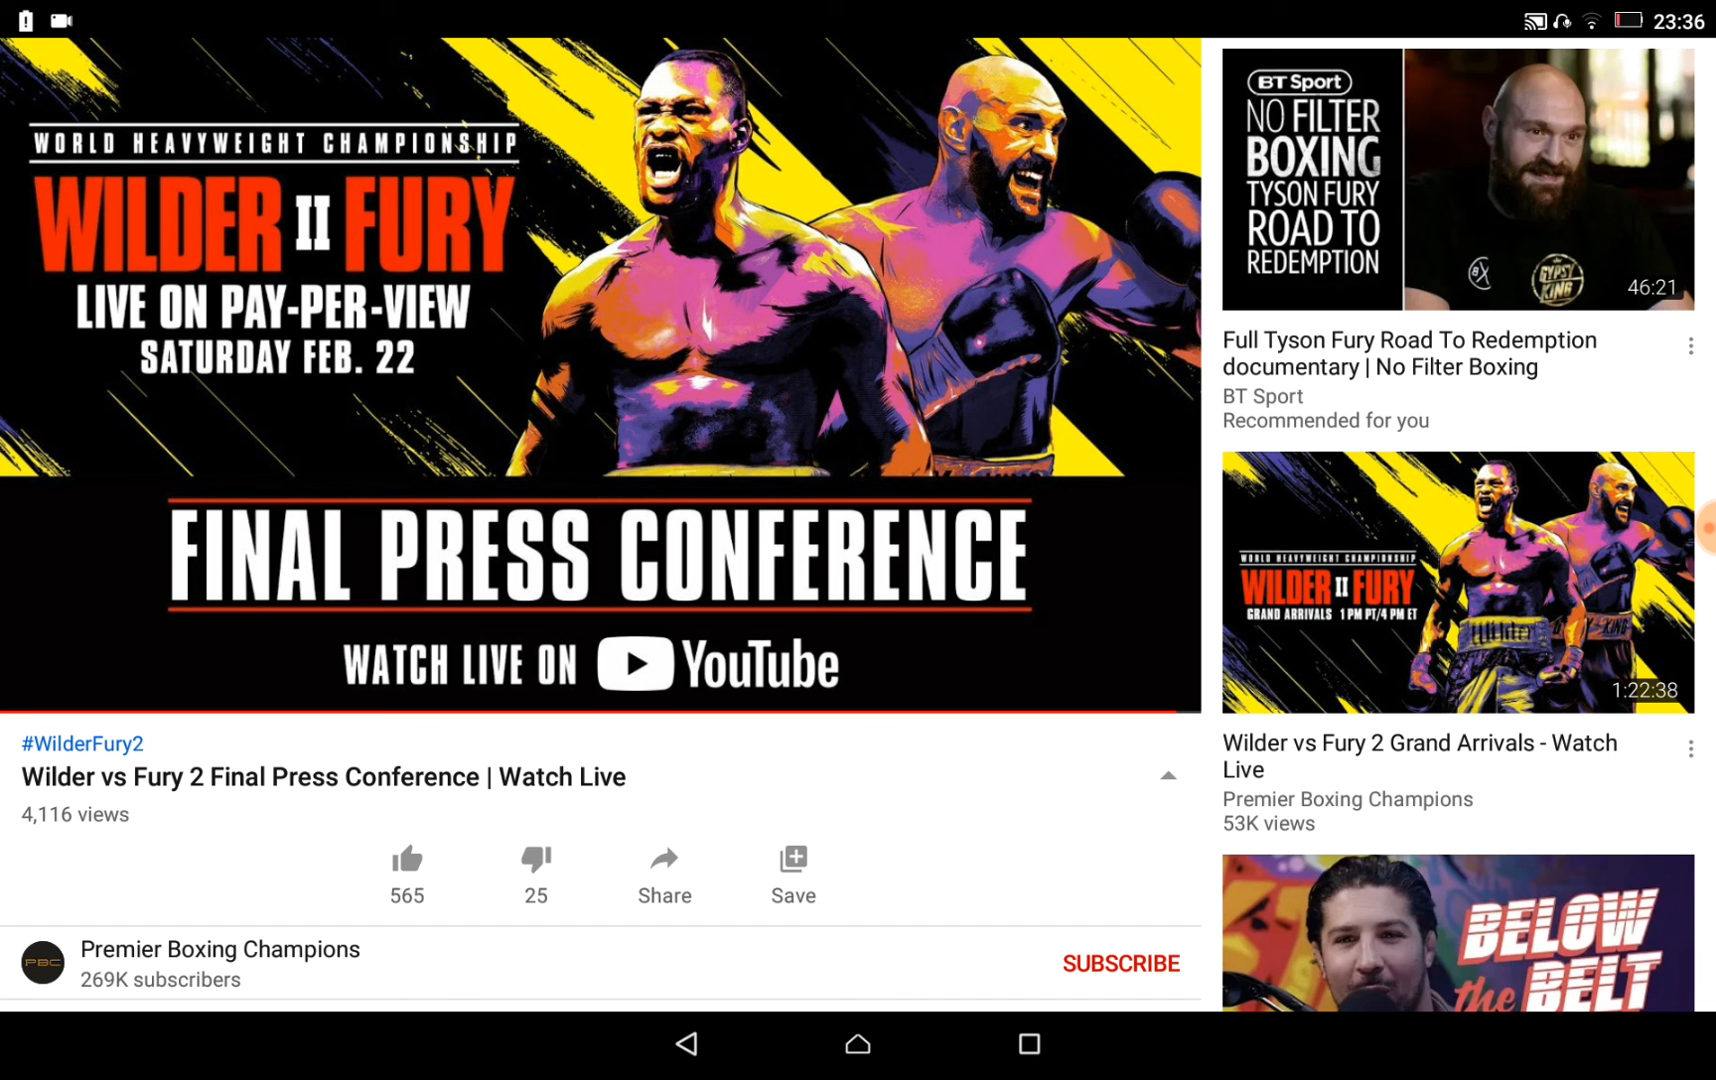 23:36
WORLD HEAVYWEIGHT CHAMPIONSHIP
WILDER II FURY
LIVE ON PAY-PER-VIEW
SATURDAY FEB. 22
FINAL PRESS CONFERENCE
WATCH LIVE ON YouTube
#WilderFury2
Wilder vs Fury 2 Final Press Conference | Watch Live
4,116 views
565
25
Share
Save
PBC
Premier Boxing Champions
269K subscribers
SUBSCRIBE
BT Sport
NO FILTER
BOXING
TYSON FURY
ROAD TO
REDEMPTION
GYPSY
KING
46:21
Full Tyson Fury Road To Redemption
documentary | No Filter Boxing
BT Sport
Recommended for you
WORLD HEAVYWEIGHT CHAMPIONSHIP
WILDER II FURY
GRAND ARRIVALS 1 PM PT/4 PM ET
Wilder
KING
1:22:38
Wilder vs Fury 2 Grand Arrivals - Watch
Live
Premier Boxing Champions
53K views
BELOW
the BELT